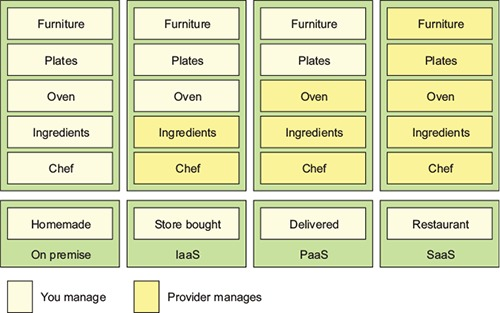 Furniture Furniture Furniture Furniture
Plates Plates Plates Plates
Oven Oven Oven Oven
Ingredients Ingredients Ingredients Ingredients
Chef Chef Chef Chef
Homemade Store bought Delivered Restaurant
On premise IaaS PaaS SaaS
You manage Provider manages